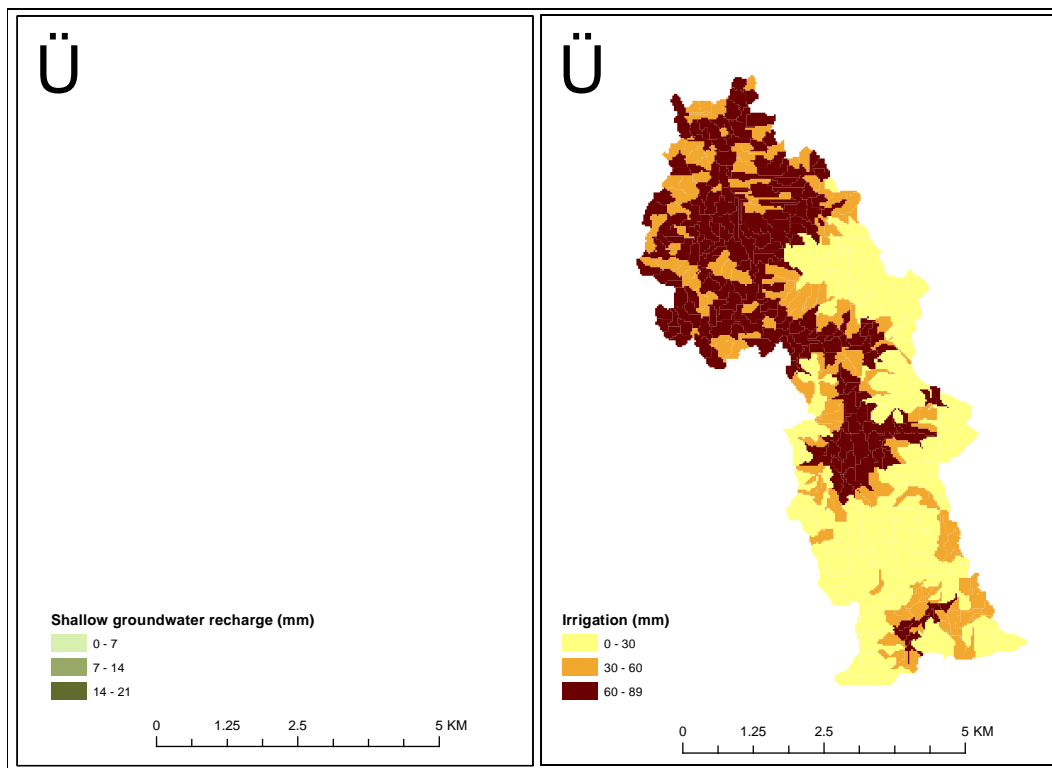 Ü
Shallow groundwater recharge (mm)
0 - 7
7 - 14
14 - 21
0 1.25 2.5 5 KM
Ü
Irrigation (mm)
0 - 30
30 - 60
60 - 89
0 1.25 2.5 5 KM